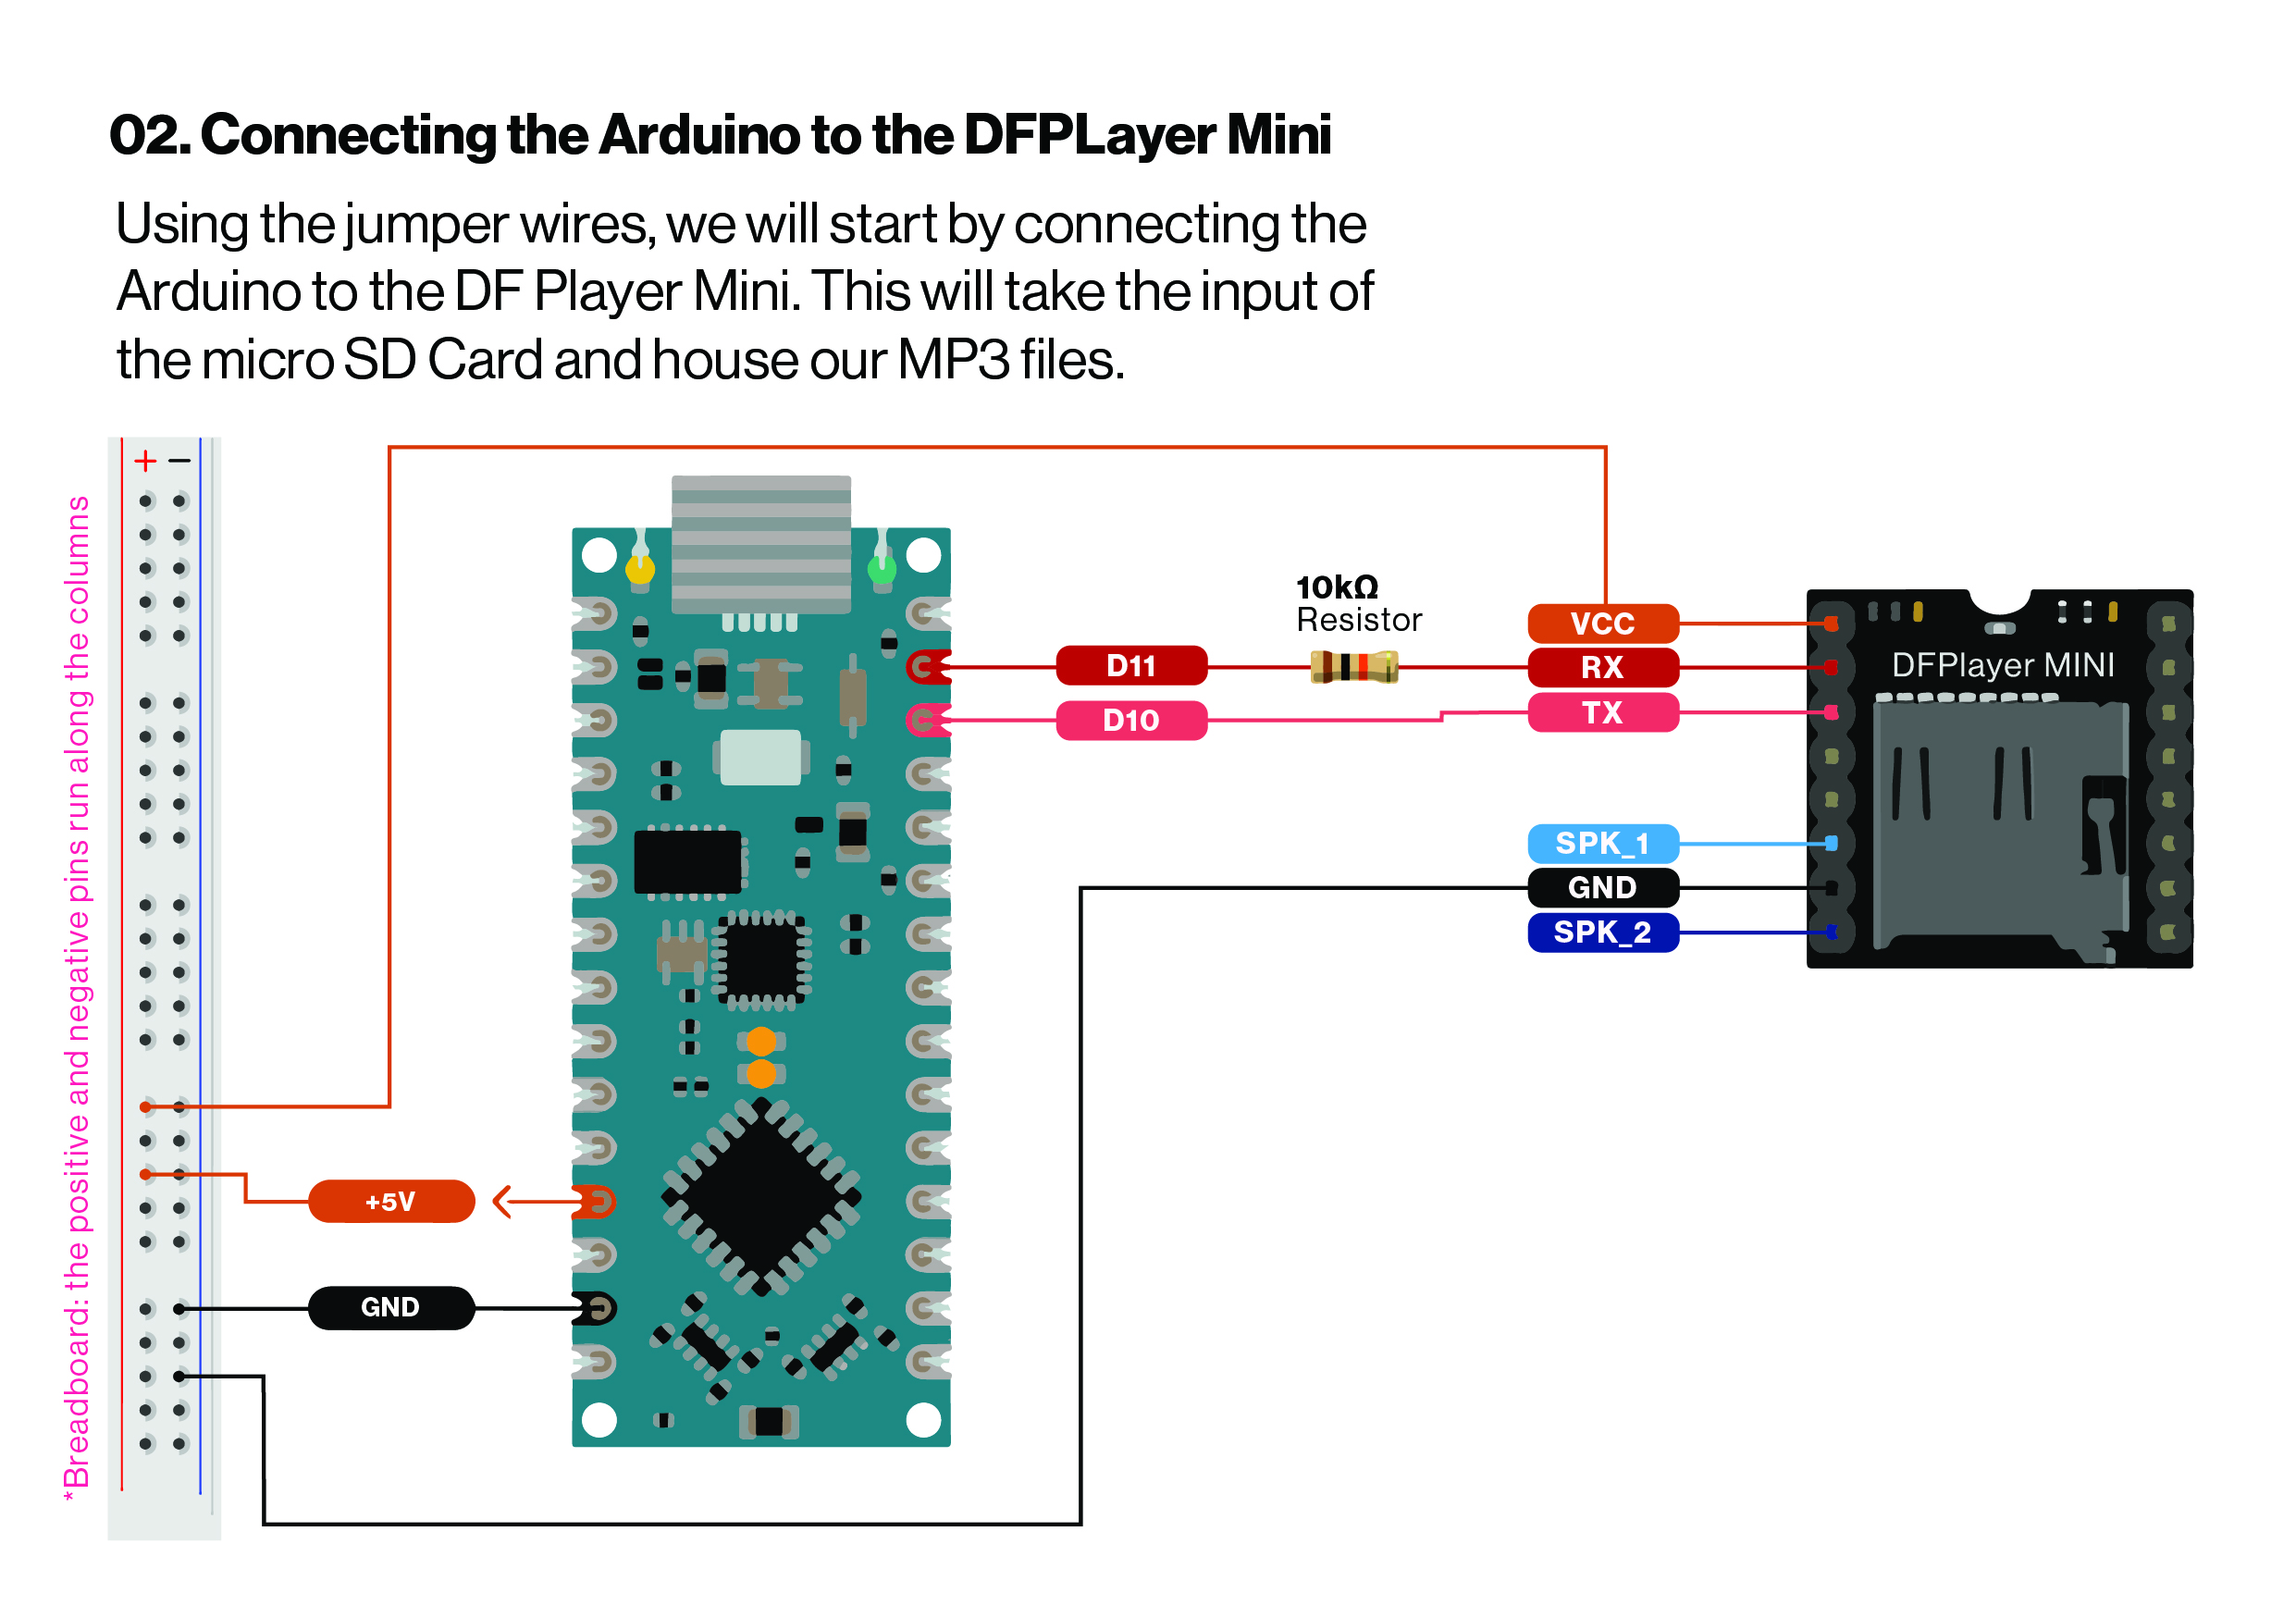 02. Connecting the Arduino to the DFPLayer Mini
Using the jumper wires, we will start by connecting the
Arduino to the DF Player Mini. This will take the input of
the micro SD Card and house our MP3 files.
*Breadboard: the positive and negative pins run along the columns
+ −
10kΩ
Resistor
D11
D10
VCC
RX
TX
SPK_1
GND
SPK_2
DFPlayer MINI
+5V
GND